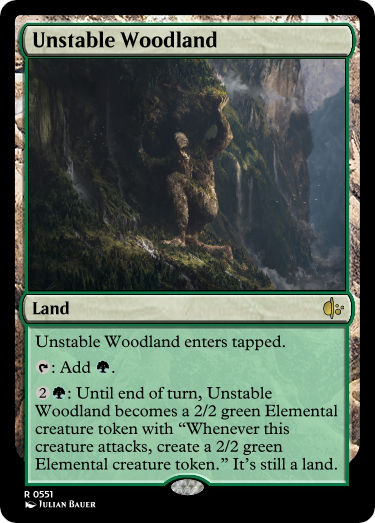 Unstable Woodland
Land
Unstable Woodland enters tapped.
: Add .
2 : Until end of turn, Unstable
Woodland becomes a 2/2 green Elemental
creature token with “Whenever this
creature attacks, create a 2/2 green
Elemental creature token.” It’s still a land.
R 0551
Julian Bauer